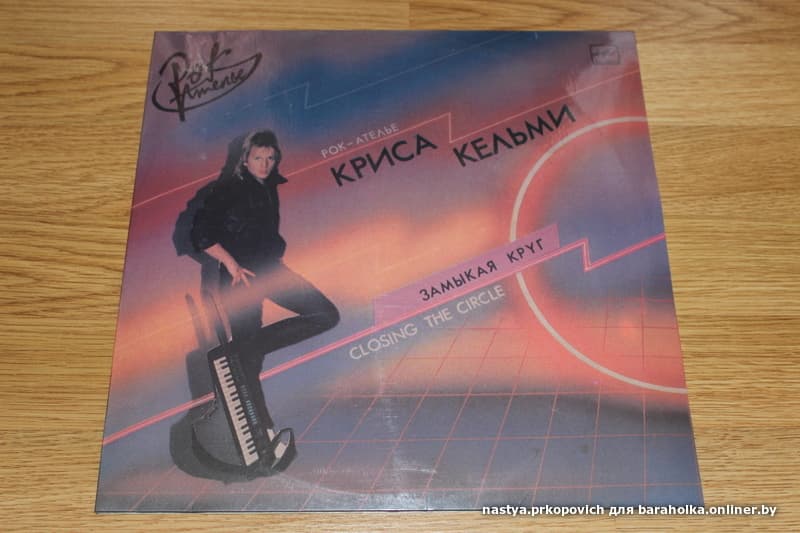 Рок
Ателье
РОК-АТЕЛЬЕ
КРИСА КЕЛЬМИ
ЗАМЫКАЯ КРУГ
CLOSING THE CIRCLE
nastya.prkopovich для baraholka.onliner.by